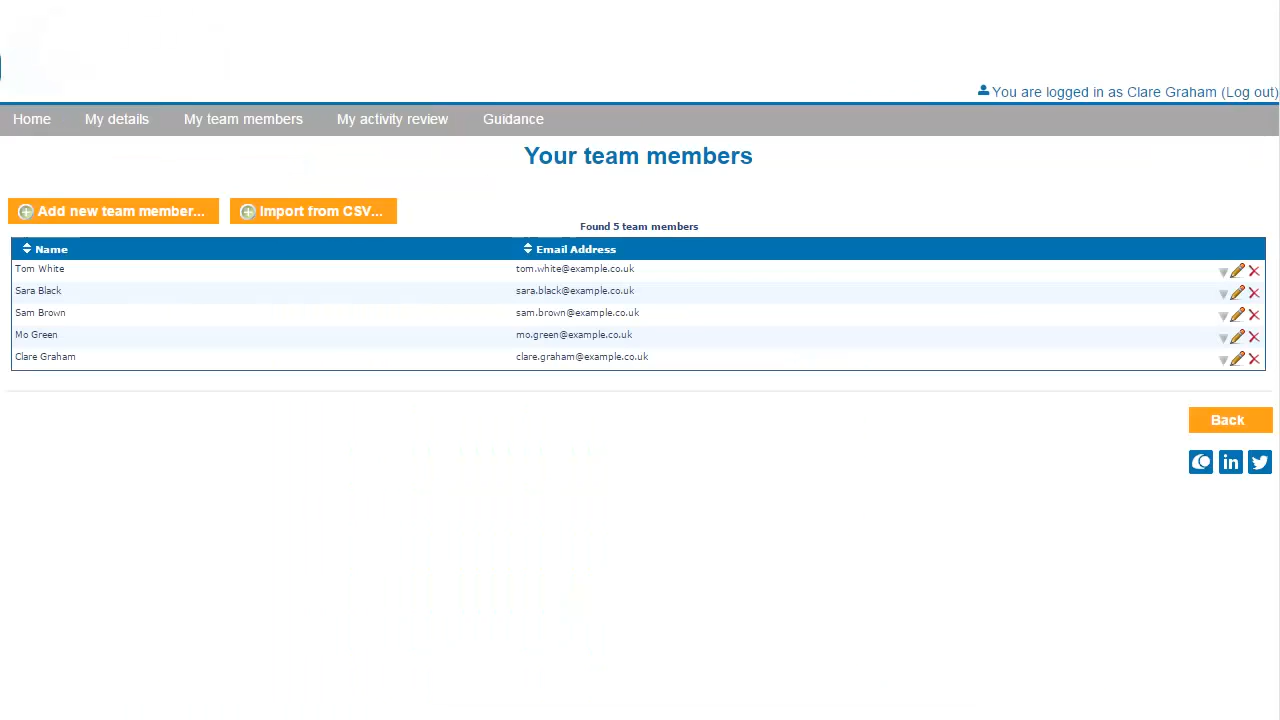 You are logged in as Clare Graham (Log out)
Home My details My team members My activity review Guidance
Your team members
Add new team member... Import from CSV...
Found 5 team members
Name Email Address
Tom White tom.white@example.co.uk
Sara Black sara.black@example.co.uk
Sam Brown sam.brown@example.co.uk
Mo Green mo.green@example.co.uk
Clare Graham clare.graham@example.co.uk
Back
in